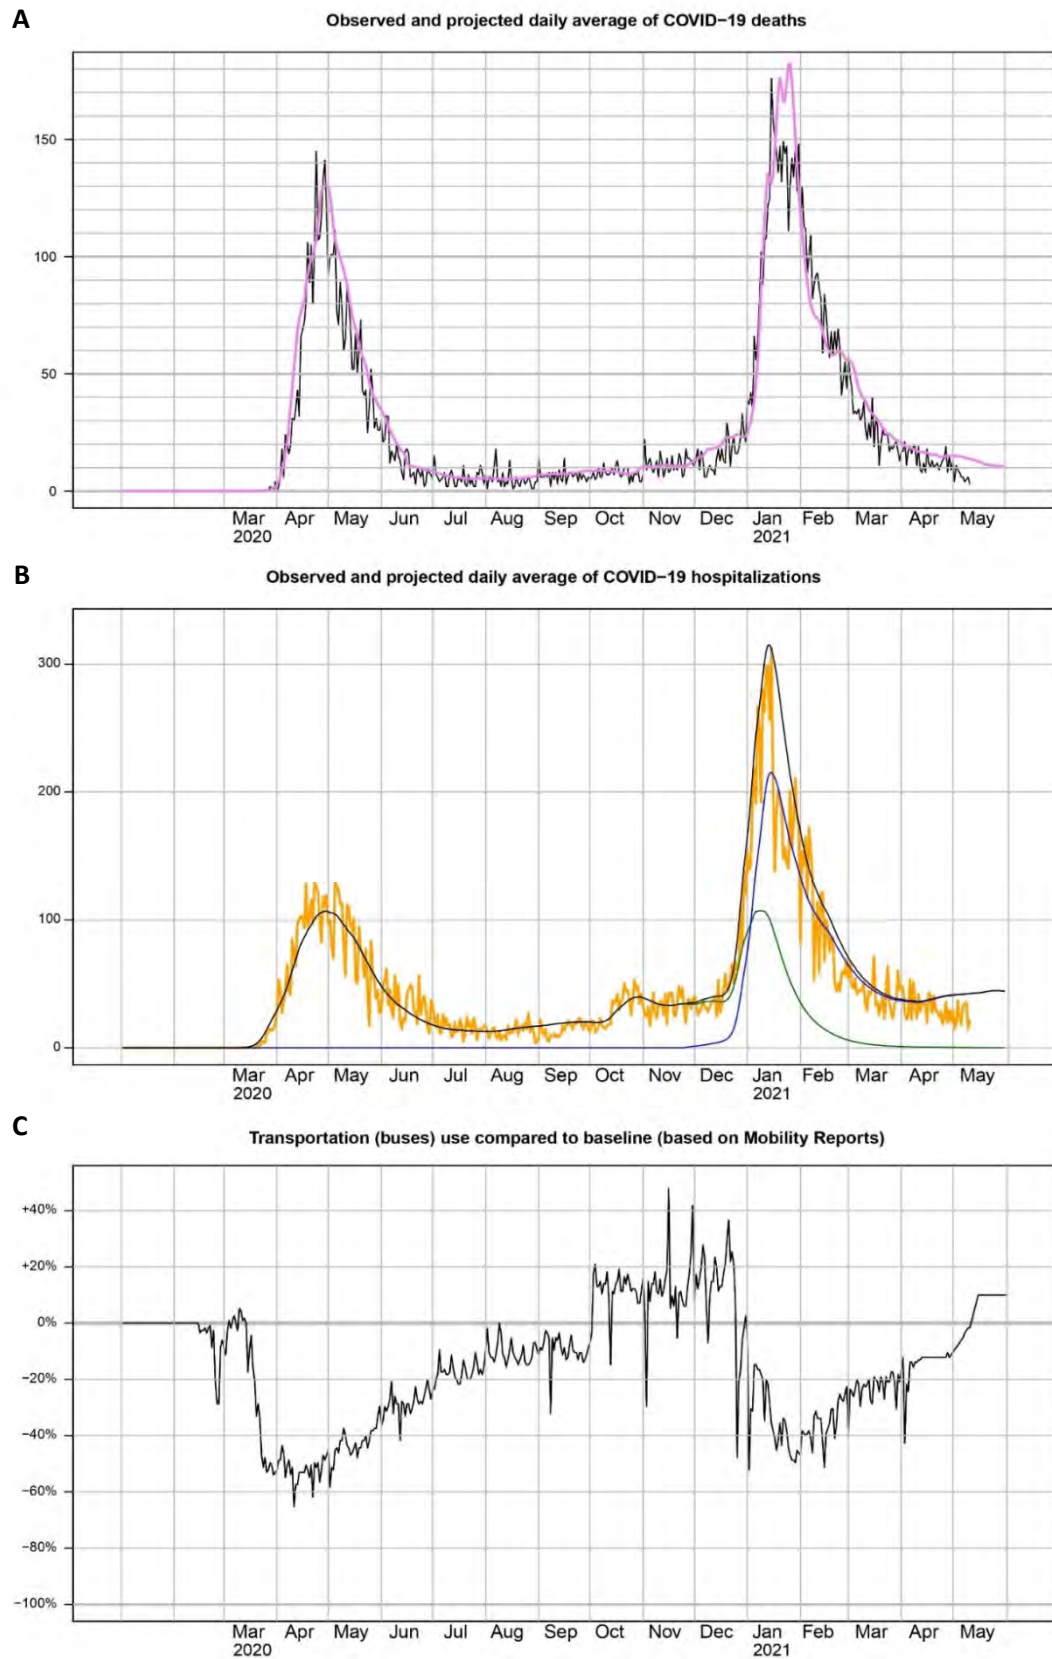 A
Observed and projected daily average of COVID−19 deaths
150
100
50
0
Mar Apr May Jun Jul Aug Sep Oct Nov Dec Jan Feb Mar Apr May
2020 2021
B
Observed and projected daily average of COVID−19 hospitalizations
300
200
100
0
Mar Apr May Jun Jul Aug Sep Oct Nov Dec Jan Feb Mar Apr May
2020 2021
C
Transportation (buses) use compared to baseline (based on Mobility Reports)
+40%
+20%
0%
−20%
−40%
−60%
−80%
−100%
Mar Apr May Jun Jul Aug Sep Oct Nov Dec Jan Feb Mar Apr May
2020 2021